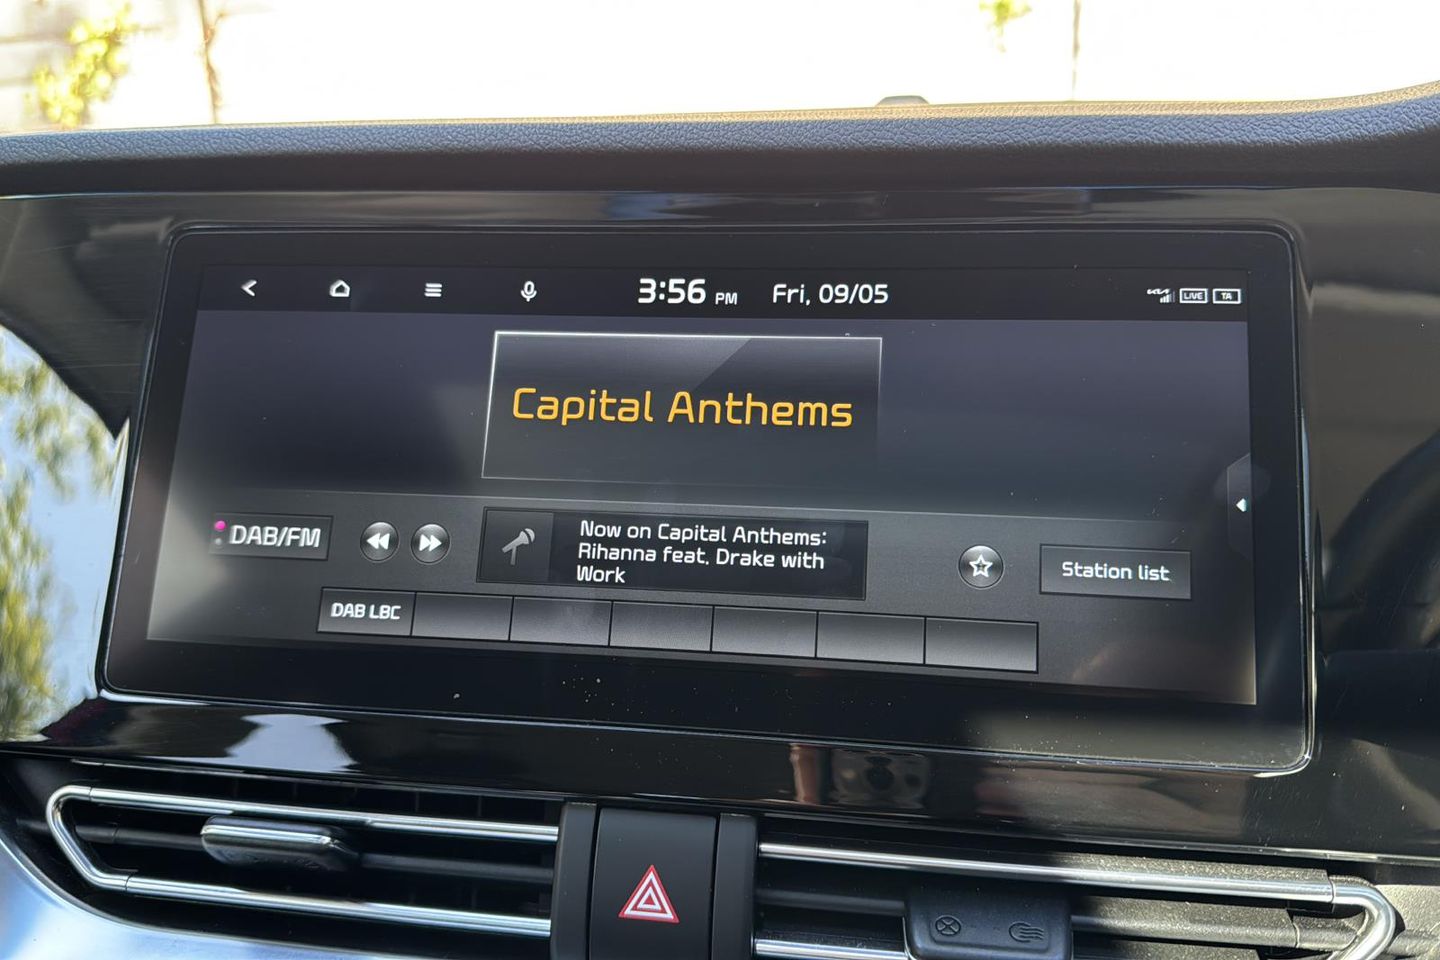 3:56 PM Fri, 09/05
LIVE TA
Capital Anthems
DAB/FM
Now on Capital Anthems:
Rihanna feat. Drake with
Work
Station list
DAB LBC